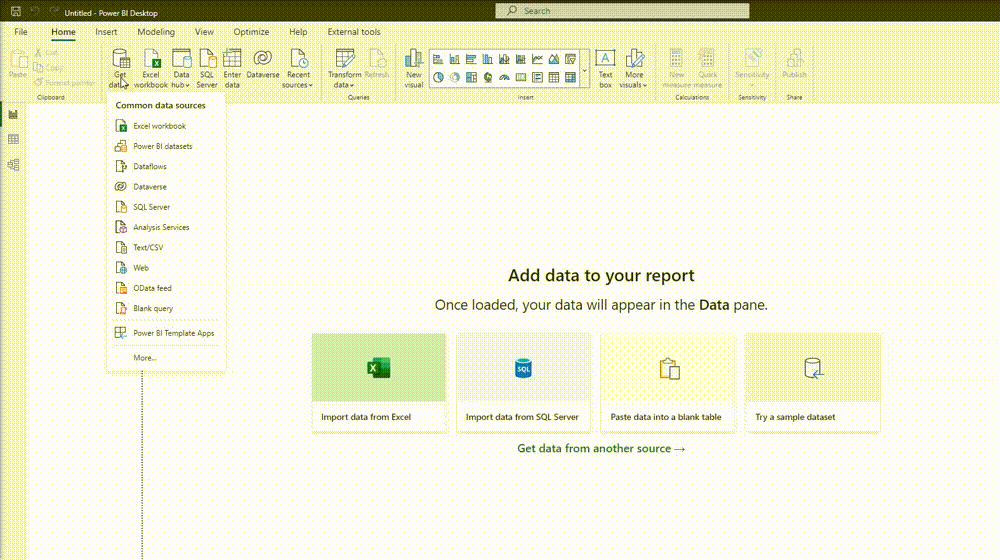 Untitled - Power BI Desktop
Search
File Home Insert Modeling View Optimize Help External tools
Paste
Cut
Copy
Format painter
Clipboard
Get data
Excel workbook
Data hub
SQL Server
Enter data
Dataverse
Recent sources
Transform data
Refresh
Queries
New visual
Text box
More visuals
Insert
New measure
Quick measure
Calculations
Sensitivity
Sensitivity
Publish
Share
Common data sources
Excel workbook
Power BI datasets
Dataflows
Dataverse
SQL Server
Analysis Services
Text/CSV
Web
OData feed
Blank query
Power BI Template Apps
More...
Add data to your report
Once loaded, your data will appear in the Data pane.
SQL
Import data from Excel
Import data from SQL Server
Paste data into a blank table
Try a sample dataset
Get data from another source →